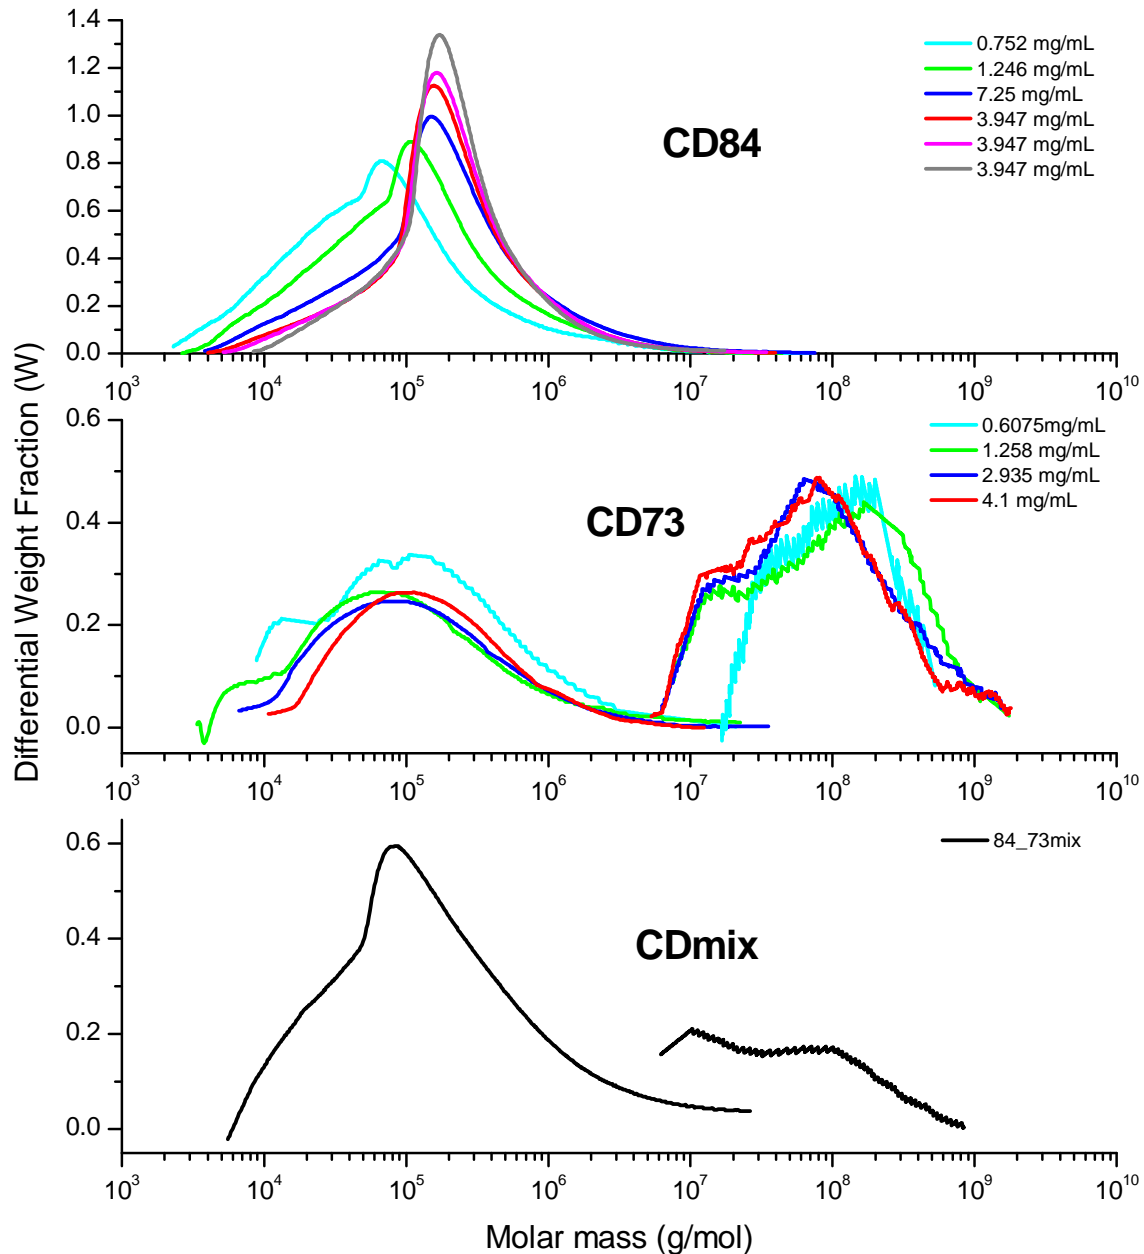 Differential Weight Fraction (W)
1.4
1.2
1.0
0.8
0.6
0.4
0.2
0.0
CD84
0.752 mg/mL
1.246 mg/mL
7.25 mg/mL
3.947 mg/mL
3.947 mg/mL
3.947 mg/mL
10³ 10⁴ 10⁵ 10⁶ 10⁷ 10⁸ 10⁹ 10¹⁰
0.6
0.4
0.2
0.0
CD73
0.6075mg/mL
1.258 mg/mL
2.935 mg/mL
4.1 mg/mL
10³ 10⁴ 10⁵ 10⁶ 10⁷ 10⁸ 10⁹ 10¹⁰
0.6
0.4
0.2
0.0
84_73mix
CDmix
10³ 10⁴ 10⁵ 10⁶ 10⁷ 10⁸ 10⁹ 10¹⁰
Molar mass (g/mol)